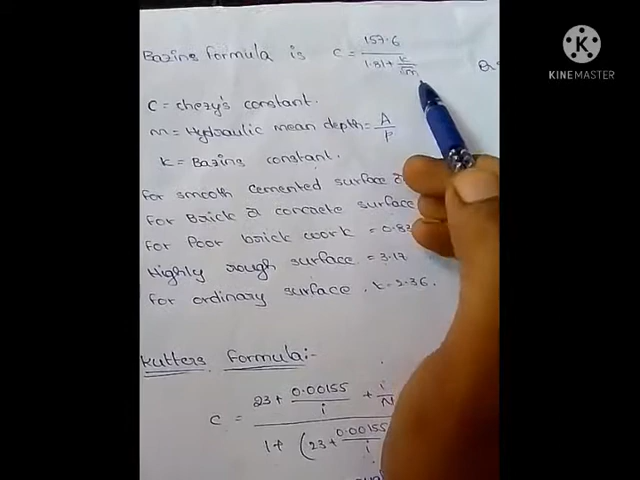 Bazins formula is C = 157.6 / 1.81 + K/√m
KINEMASTER
C = chezy's constant.
m = Hydraulic mean depth = A/P
K = Bazins constant.
for smooth cemented surface
for Brick or concrete surface
for Poor brick work = 0.83
Highly rough surface = 3.17
for ordinary surface, K=2.36.
Kutters formula:-
C = 23 + 0.00155/i + 1/N
1 + (23 + 0.00155/i